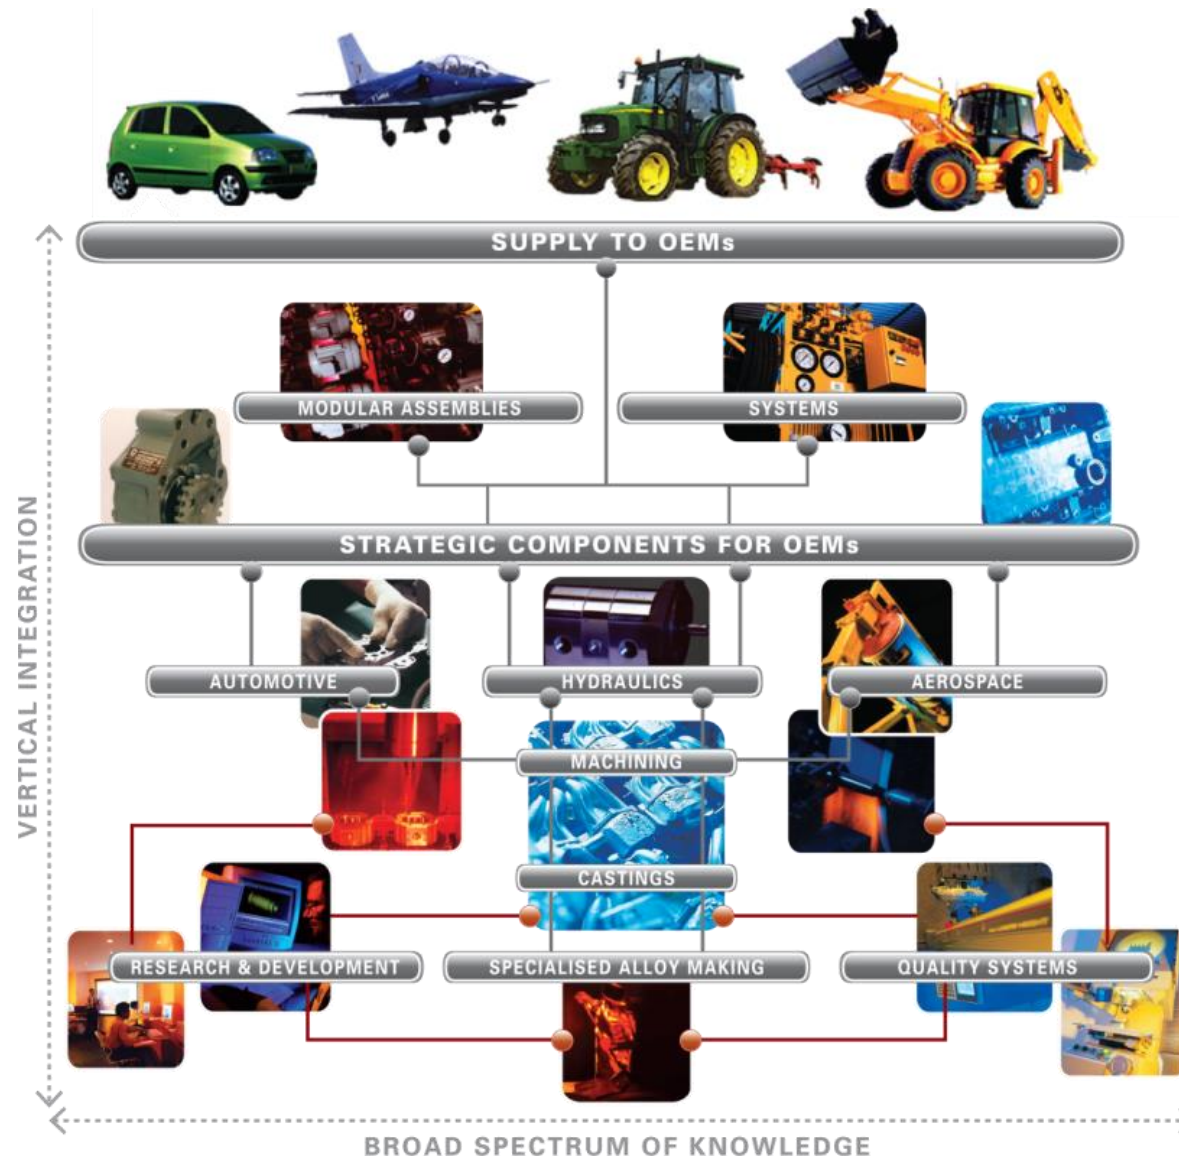 SUPPLY TO OEMs
MODULAR ASSEMBLIES
SYSTEMS
STRATEGIC COMPONENTS FOR OEMs
AUTOMOTIVE
HYDRAULICS
AEROSPACE
MACHINING
CASTINGS
RESEARCH & DEVELOPMENT
SPECIALISED ALLOY MAKING
QUALITY SYSTEMS
VERTICAL INTEGRATION
BROAD SPECTRUM OF KNOWLEDGE